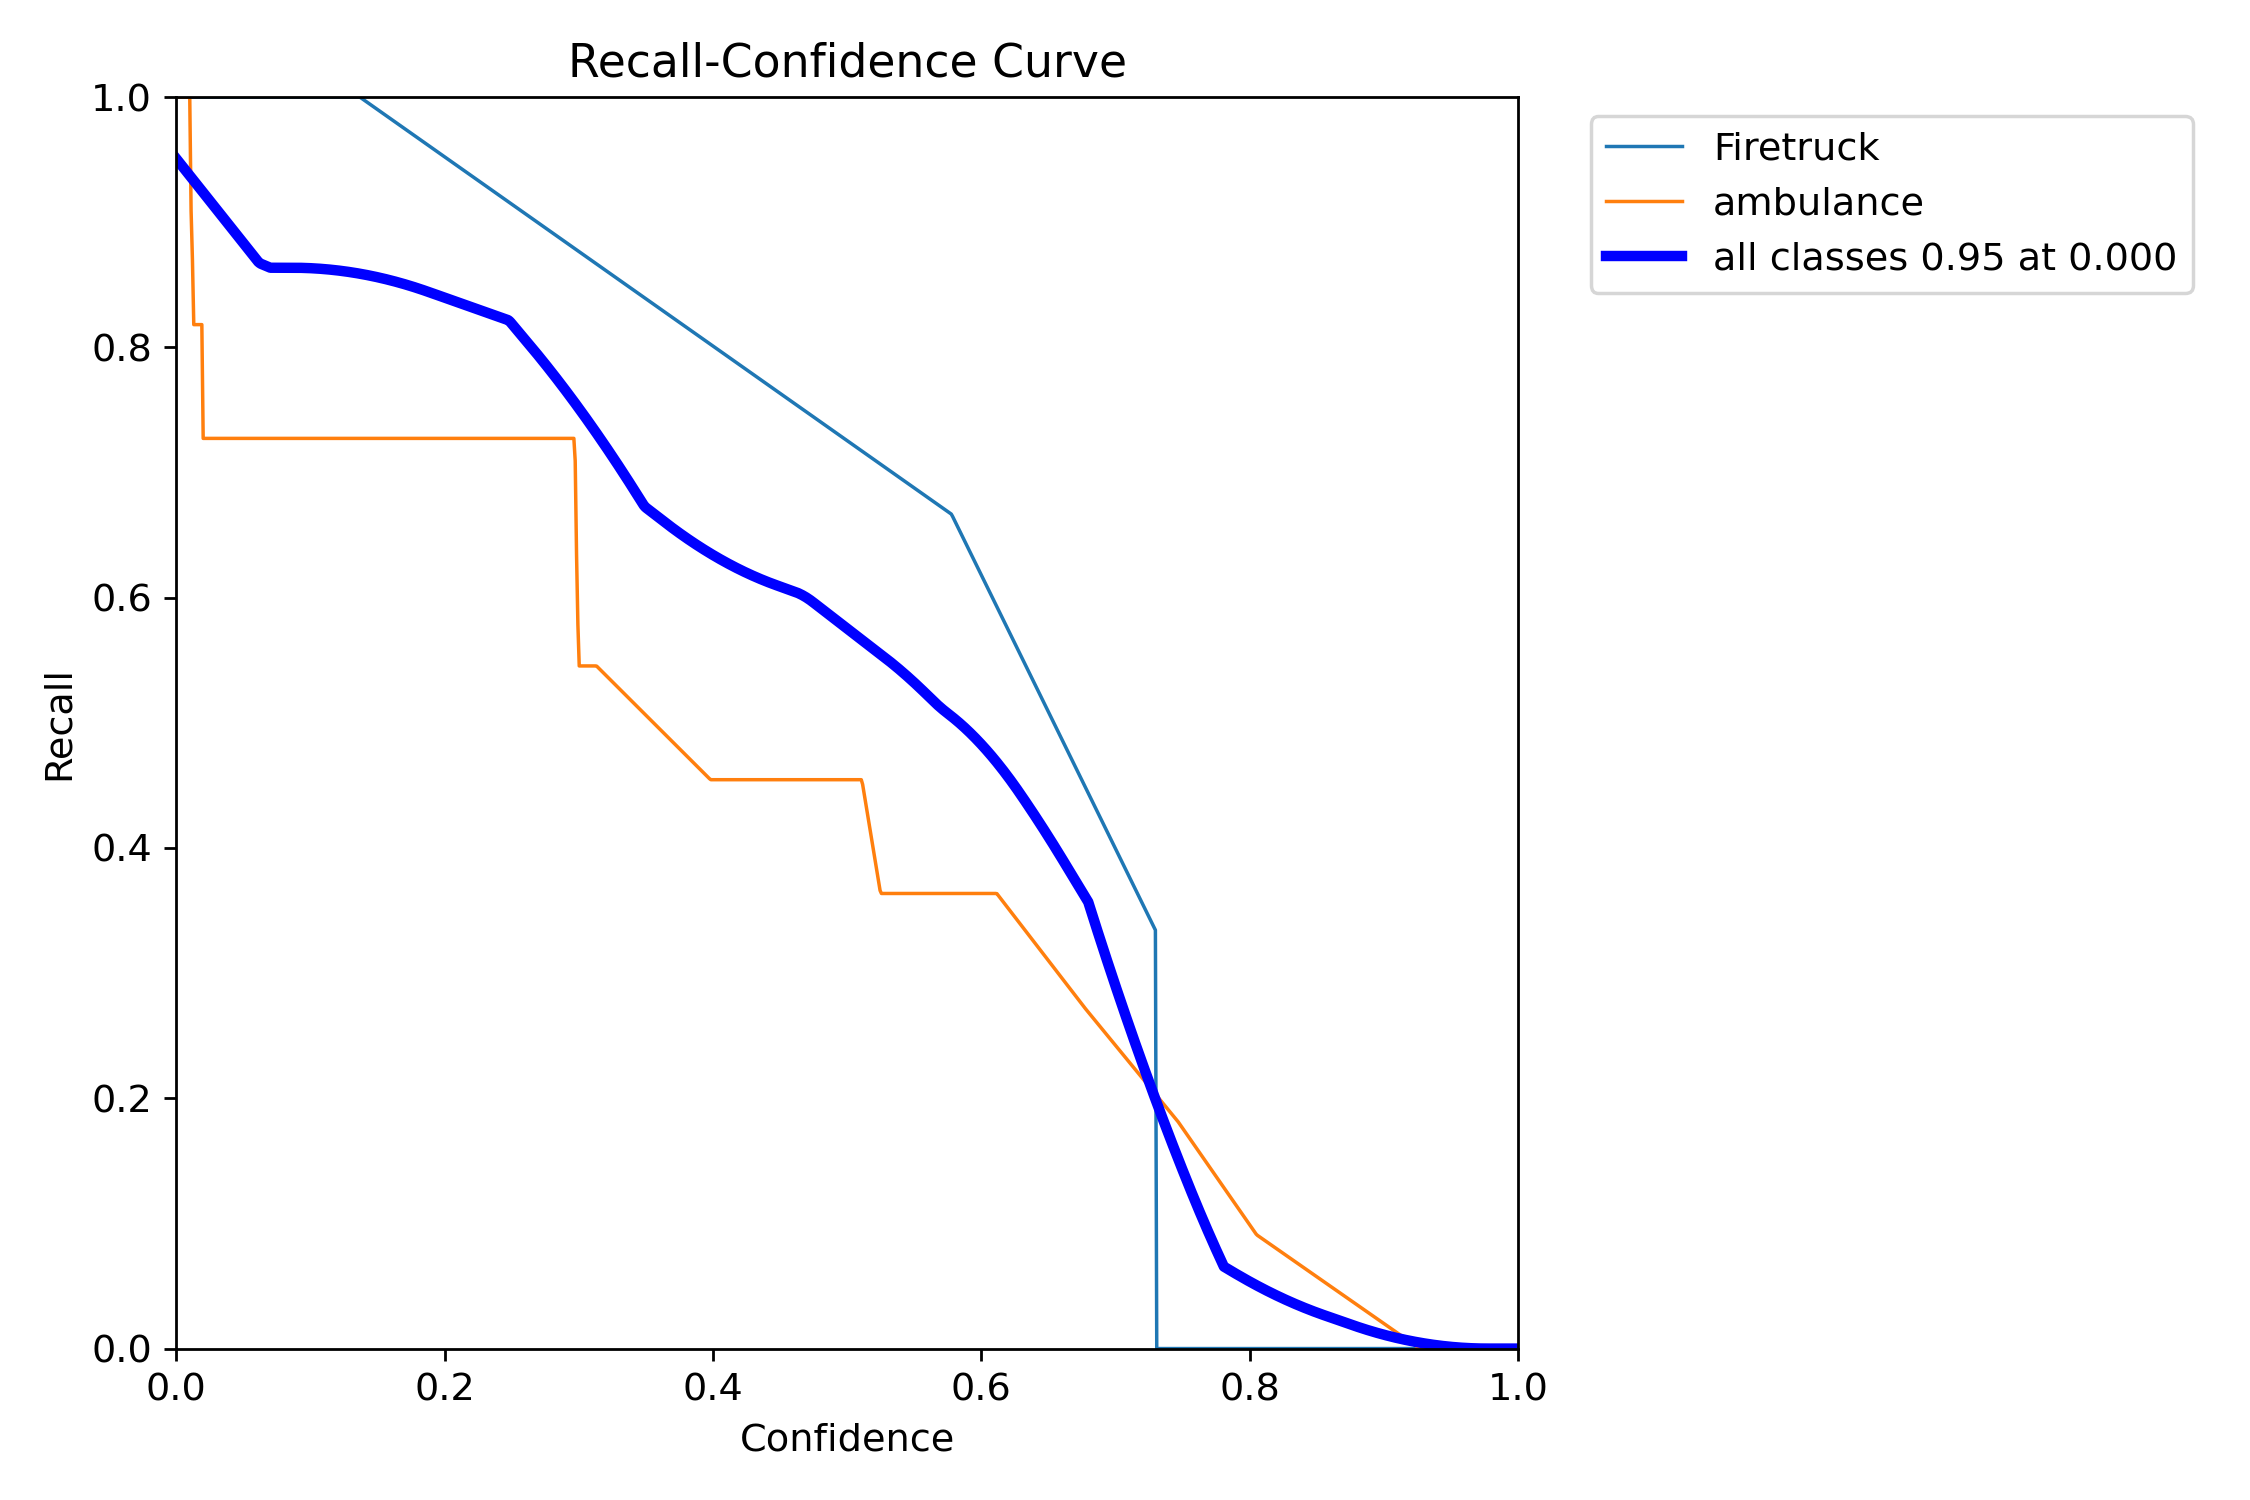 Recall-Confidence Curve
1.0
0.8
0.6
0.4
0.2
0.0
Recall
0.0 0.2 0.4 0.6 0.8 1.0
Confidence
Firetruck
ambulance
all classes 0.95 at 0.000